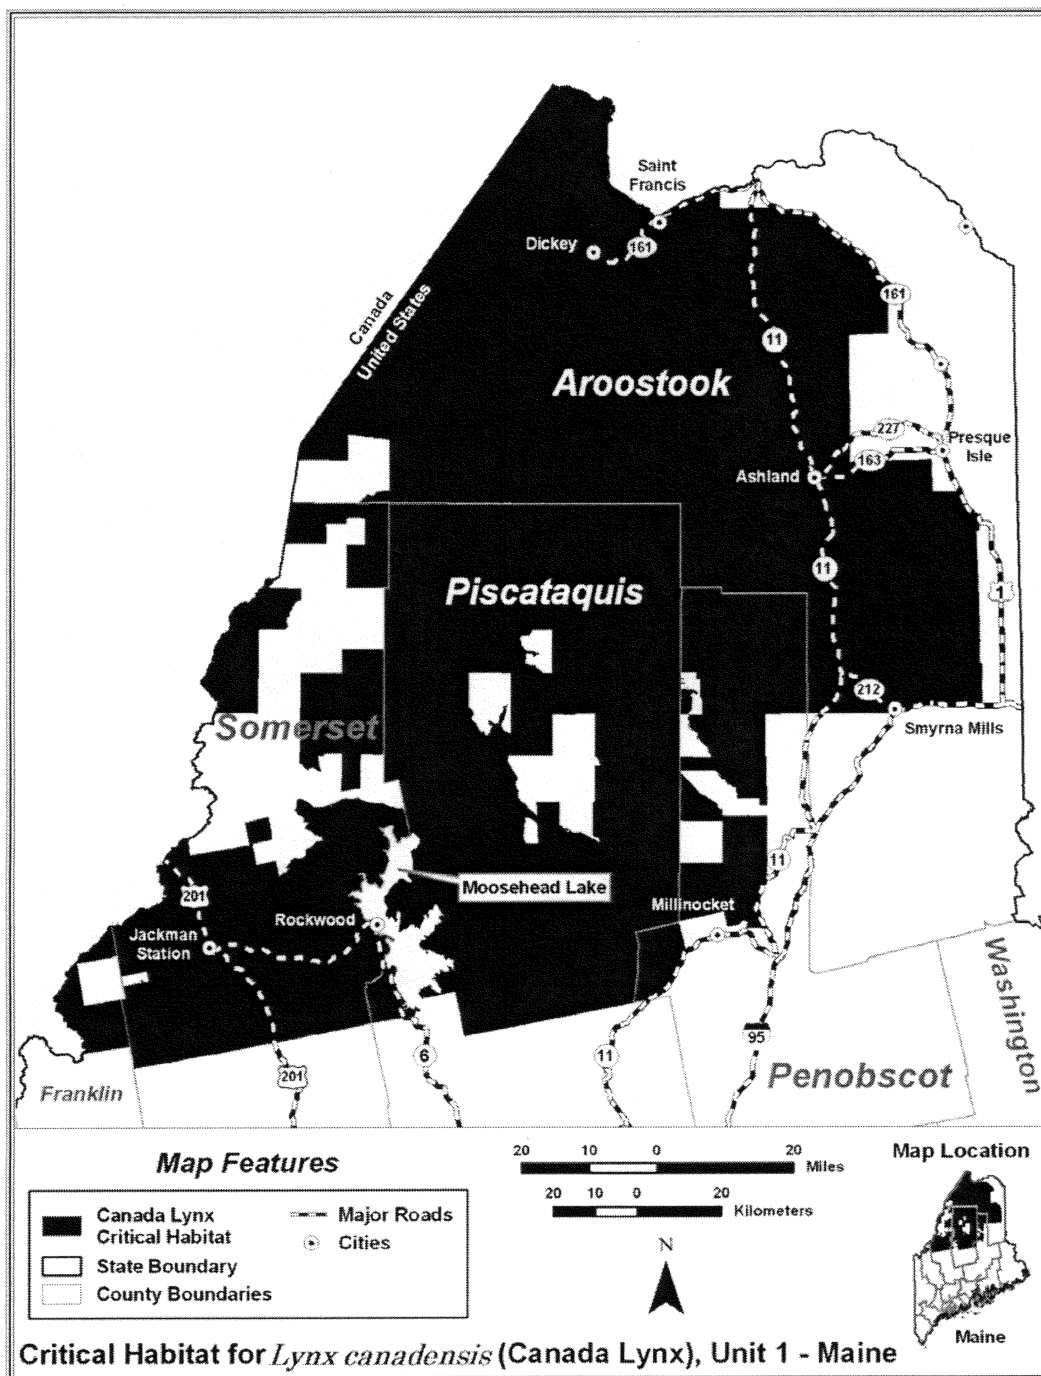 Saint
Francis
Dickey
161
Canada
United States
161
11
Aroostook
227
Presque
Isle
163
Ashland
11
Piscataquis
1
212
Somerset
Smyrna Mills
11
Moosehead Lake
201
Millinocket
Rockwood
Jackman
Station
Washington
95
6
11
201
Penobscot
Franklin
Map Features
Canada Lynx
Critical Habitat
State Boundary
County Boundaries
Major Roads
Cities
20 10 0 20
Miles
20 10 0 20
Kilometers
N
Map Location
Maine
Critical Habitat for Lynx canadensis (Canada Lynx), Unit 1 - Maine